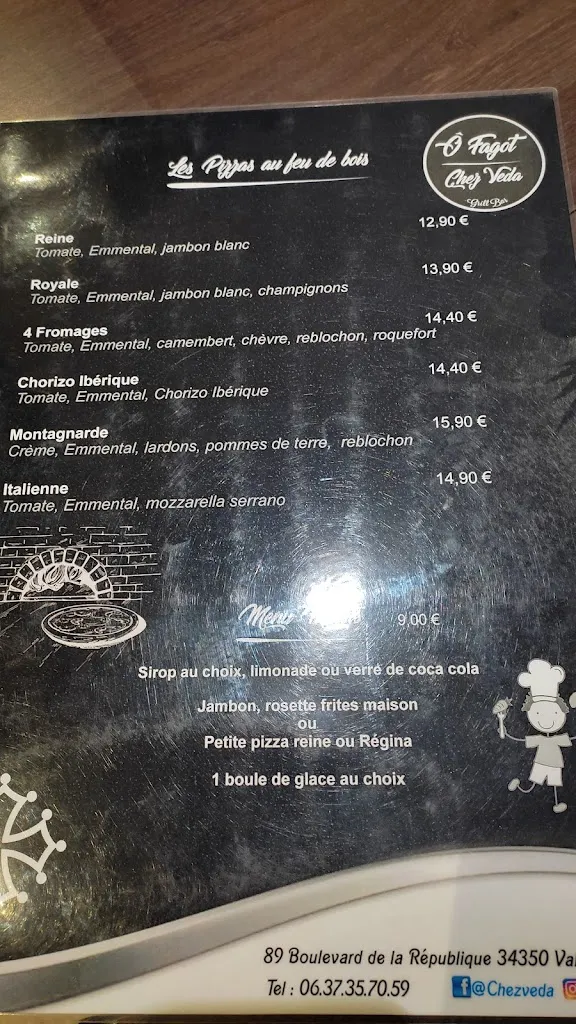 Les Pizzas au feu de bois
Ô Fagot
Chez Veda
Grill Bar
Reine 12,90 €
Tomate, Emmental, jambon blanc
Royale 13,90 €
Tomate, Emmental, jambon blanc, champignons
4 Fromages 14,40 €
Tomate, Emmental, camembert, chèvre, reblochon, roquefort
Chorizo Ibérique 14,40 €
Tomate, Emmental, Chorizo Ibérique
Montagnarde 15,90 €
Crème, Emmental, lardons, pommes de terre, reblochon
Italienne 14,90 €
Tomate, Emmental, mozzarella serrano
Menu 9,00 €
Sirop au choix, limonade ou verre de coca cola
Jambon, rosette frites maison
ou
Petite pizza reine ou Régina
1 boule de glace au choix
89 Boulevard de la République 34350
Tel : 06.37.35.70.59
@Chezveda